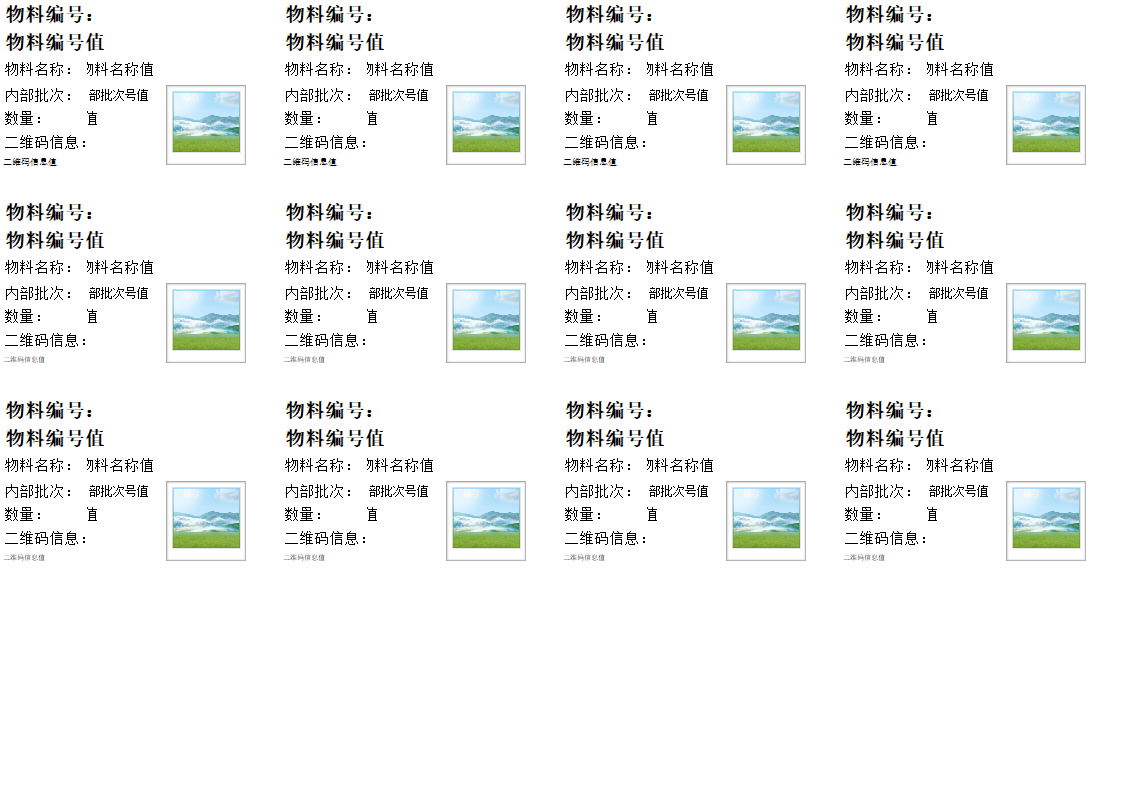 物料编号：
物料编号值
物料名称： 勿料名称值
内部批次： 部批次号值
数量： 直
二维码信息：
二维码信息值
物料编号：
物料编号值
物料名称： 勿料名称值
内部批次： 部批次号值
数量： 直
二维码信息：
二维码信息值
物料编号：
物料编号值
物料名称： 勿料名称值
内部批次： 部批次号值
数量： 直
二维码信息：
二维码信息值
物料编号：
物料编号值
物料名称： 勿料名称值
内部批次： 部批次号值
数量： 直
二维码信息：
二维码信息值
物料编号：
物料编号值
物料名称： 勿料名称值
内部批次： 部批次号值
数量： 直
二维码信息：
二维码信息值
物料编号：
物料编号值
物料名称： 勿料名称值
内部批次： 部批次号值
数量： 直
二维码信息：
二维码信息值
物料编号：
物料编号值
物料名称： 勿料名称值
内部批次： 部批次号值
数量： 直
二维码信息：
二维码信息值
物料编号：
物料编号值
物料名称： 勿料名称值
内部批次： 部批次号值
数量： 直
二维码信息：
二维码信息值
物料编号：
物料编号值
物料名称： 勿料名称值
内部批次： 部批次号值
数量： 直
二维码信息：
二维码信息值
物料编号：
物料编号值
物料名称： 勿料名称值
内部批次： 部批次号值
数量： 直
二维码信息：
二维码信息值
物料编号：
物料编号值
物料名称： 勿料名称值
内部批次： 部批次号值
数量： 直
二维码信息：
二维码信息值
物料编号：
物料编号值
物料名称： 勿料名称值
内部批次： 部批次号值
数量： 直
二维码信息：
二维码信息值